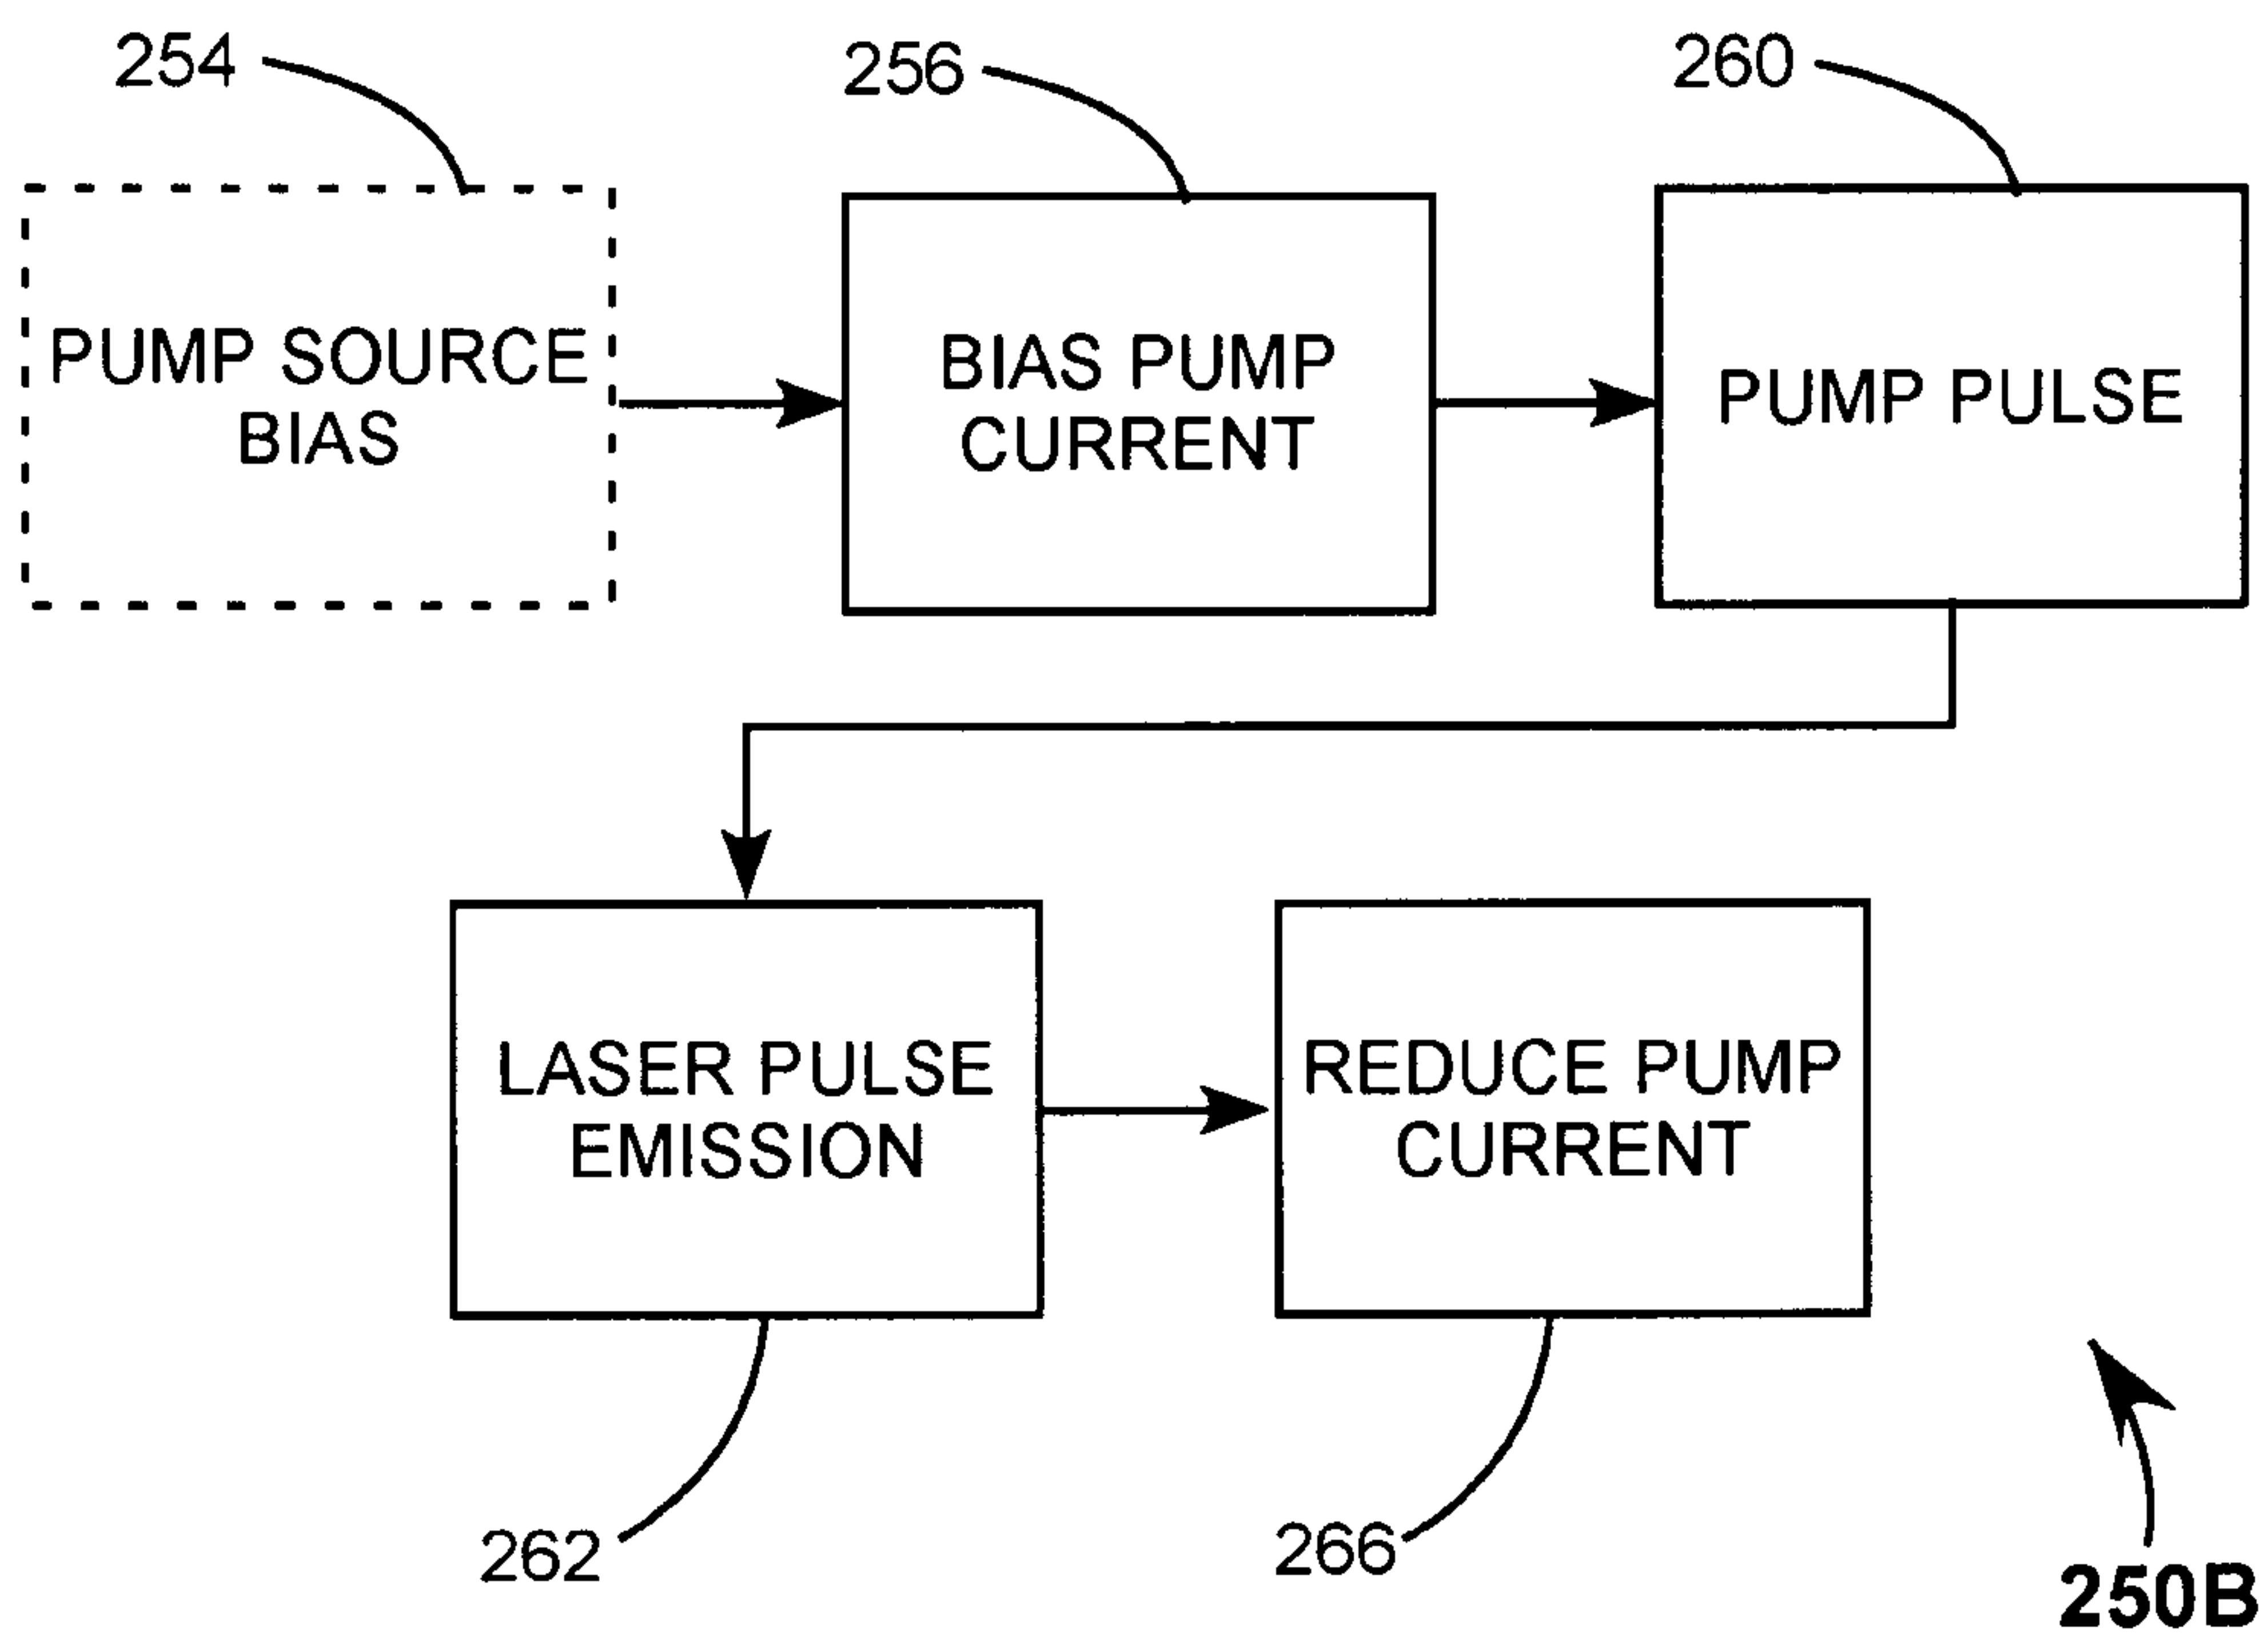 254
256
260
PUMP SOURCE
BIAS
BIAS PUMP
CURRENT
PUMP PULSE
LASER PULSE
EMISSION
REDUCE PUMP
CURRENT
262
266
250B